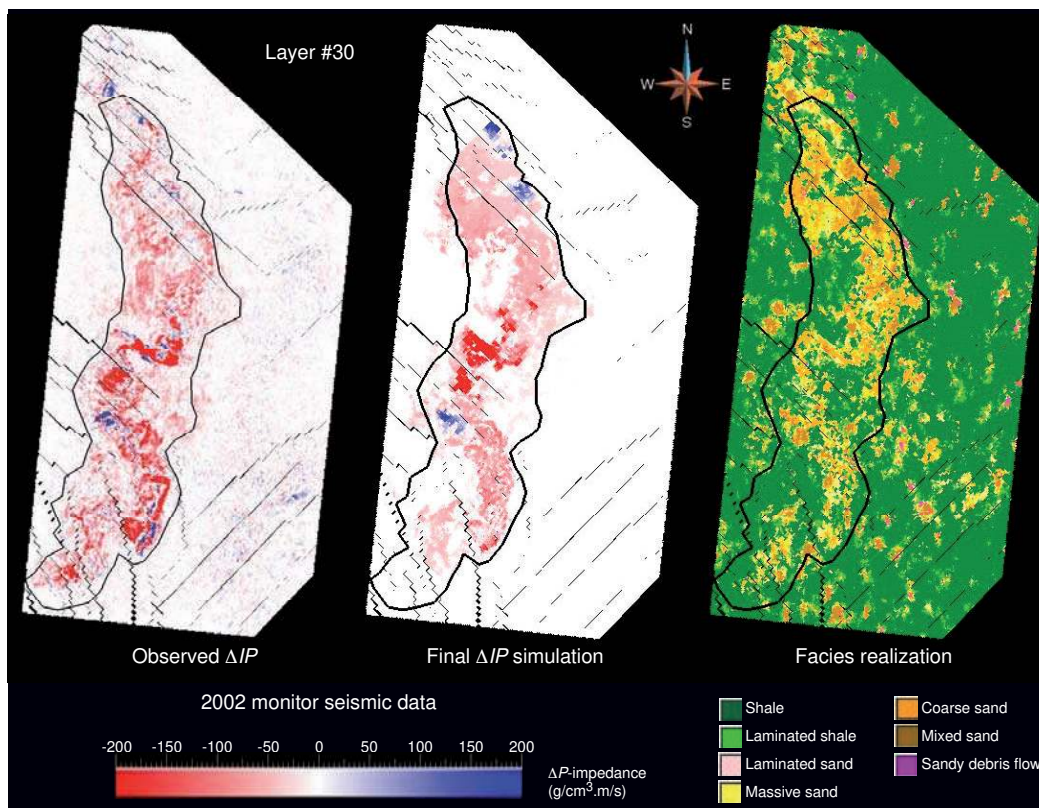 Layer #30
N
W E
S
Observed ΔIP
Final ΔIP simulation
Facies realization
2002 monitor seismic data
-200 -150 -100 -50 0 50 100 150 200
ΔP-impedance
(g/cm³.m/s)
Shale
Laminated shale
Laminated sand
Massive sand
Coarse sand
Mixed sand
Sandy debris flow